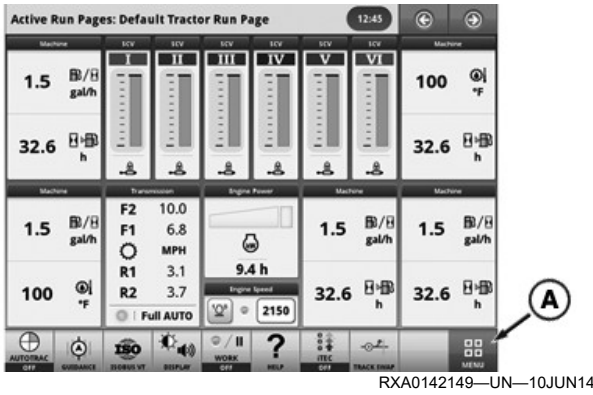 Active Run Pages: Default Tractor Run Page
12:45
Machine SCV SCV SCV SCV SCV SCV Machine
I II III IV V VI
1.5 gal/h
100 °F
32.6 h
32.6 h
Machine Transmission Engine Power Machine Machine
1.5 gal/h
F2 10.0
F1 6.8
MPH
R1 3.1
R2 3.7
Full AUTO
9.4 h
Engine Speed
2150
1.5 gal/h
1.5 gal/h
100 °F
32.6 h
32.6 h
A
AUTOTRAC
OFF
GUIDANCE
ISO
ISOBUS VT
DISPLAY
WORK
OFF
?
HELP
iTEC
OFF
TRACK SWAP
MENU
RXA0142149—UN—10JUN14